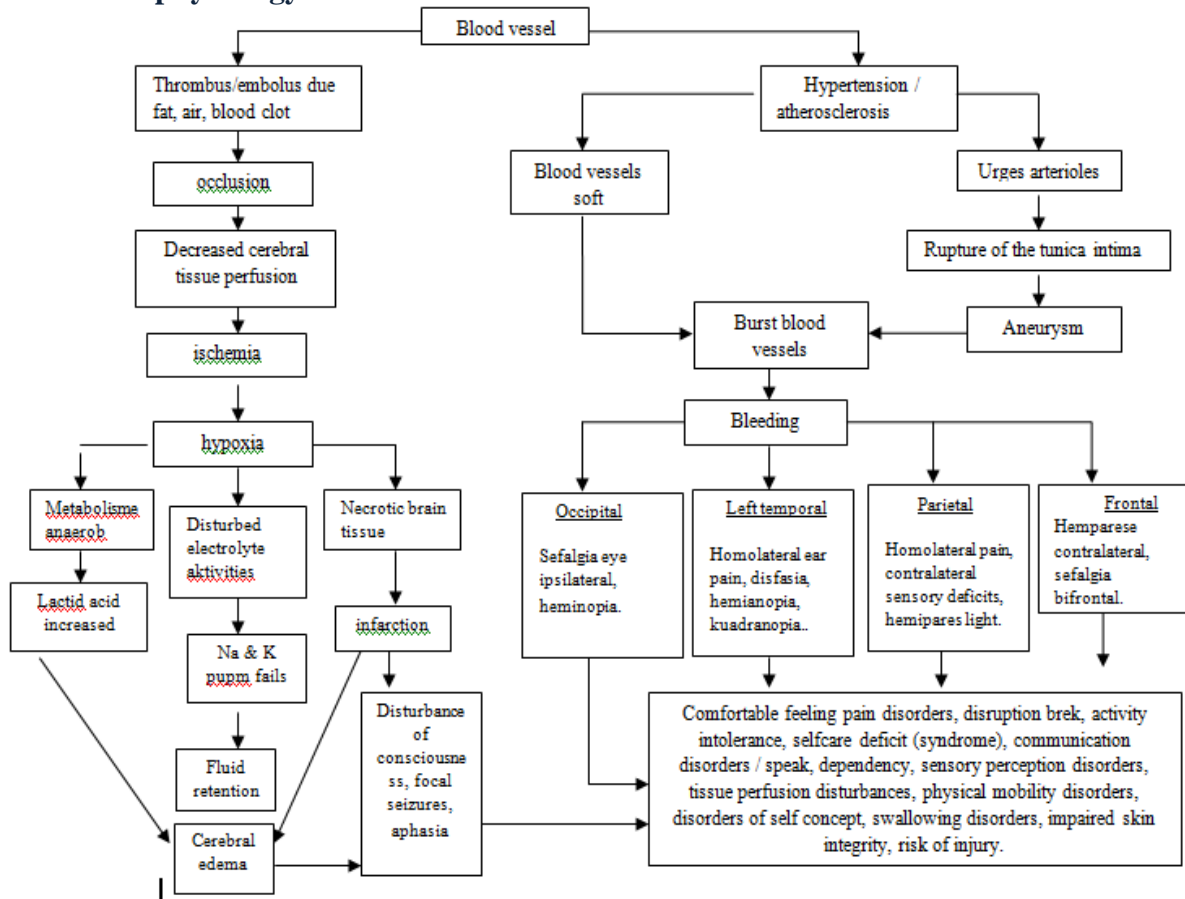 physiology
Blood vessel
Thrombus/embolus due
fat, air, blood clot
Hypertension /
atherosclerosis
occlusion
Blood vessels
soft
Urges arterioles
Decreased cerebral
tissue perfusion
Rupture of the tunica intima
ischemia
Burst blood
vessels
Aneurysm
hypoxia
Bleeding
Metabolisme
anaerob
Disturbed
electrolyte
aktivities
Necrotic brain
tissue
Lactid acid
increased
infarction
Na & K
pupm fails
Fluid
retention
Cerebral
edema
Disturbance
of
consciousne
ss, focal
seizures,
aphasia
Occipital
Sefalgia eye
ipsilateral,
heminopia.
Left temporal
Homolateral ear
pain, disfasia,
hemianopia,
kuadranopia..
Parietal
Homolateral pain,
contralateral
sensory deficits,
hemipares light.
Frontal
Hemparese
contralateral,
sefalgia
bifrontal.
Comfortable feeling pain disorders, disruption brek, activity
intolerance, selfcare deficit (syndrome), communication
disorders / speak, dependency, sensory perception disorders,
tissue perfusion disturbances, physical mobility disorders,
disorders of self concept, swallowing disorders, impaired skin
integrity, risk of injury.